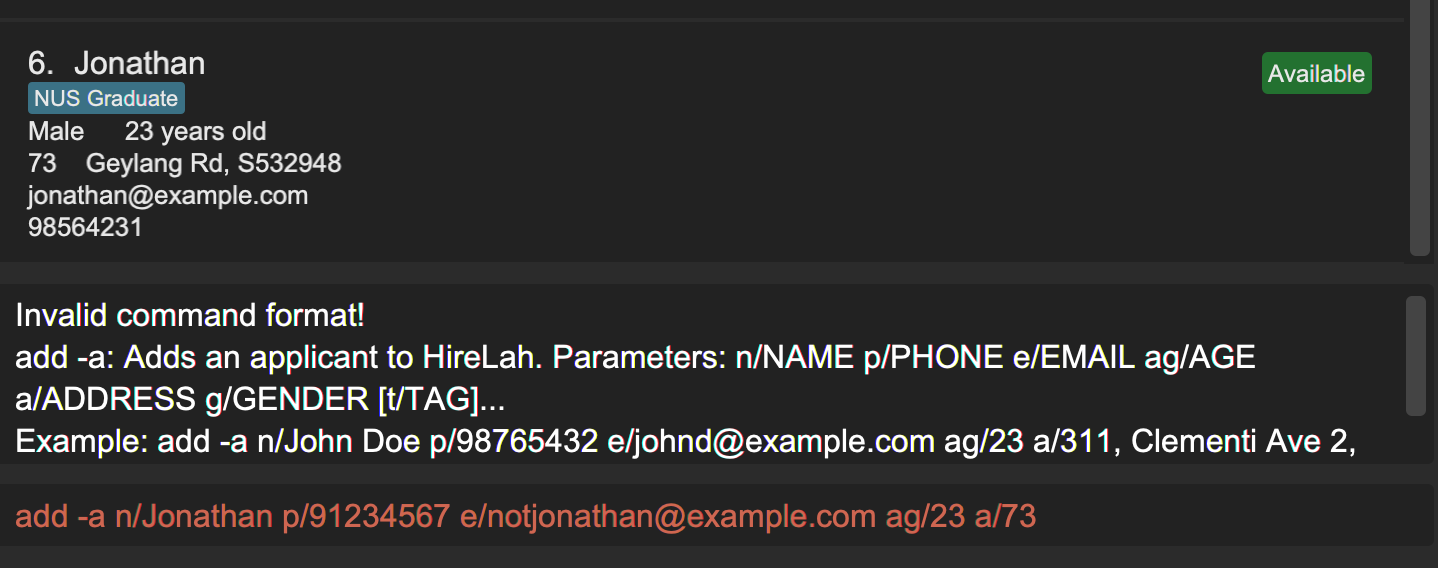 6. Jonathan
Available
NUS Graduate
Male 23 years old
73 Geylang Rd, S532948
jonathan@example.com
98564231
Invalid command format!
add -a: Adds an applicant to HireLah. Parameters: n/NAME p/PHONE e/EMAIL ag/AGE
a/ADDRESS g/GENDER [t/TAG]...
Example: add -a n/John Doe p/98765432 e/johnd@example.com ag/23 a/311, Clementi Ave 2,
add -a n/Jonathan p/91234567 e/notjonathan@example.com ag/23 a/73